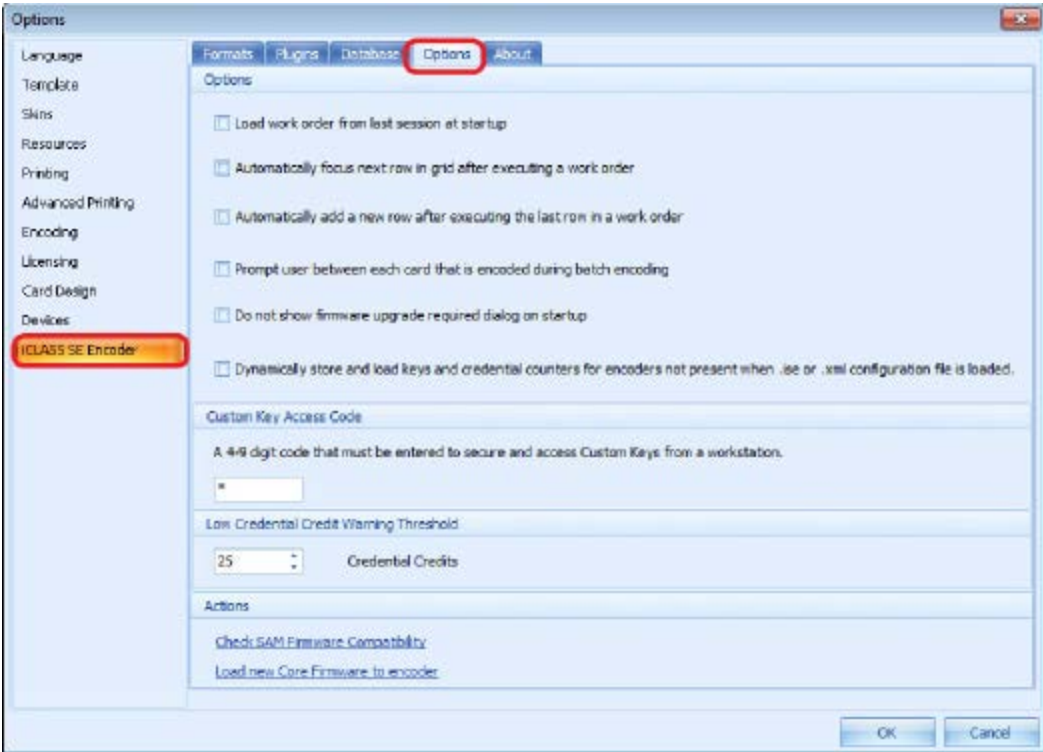 Options
Language
Template
Skins
Resources
Printing
Advanced Printing
Encoding
Licensing
Card Design
Devices
iCLASS SE Encoder
Formats Plugins Database Options About
Options
Load work order from last session at startup
Automatically focus next row in grid after executing a work order
Automatically add a new row after executing the last row in a work order
Prompt user between each card that is encoded during batch encoding
Do not show firmware upgrade required dialog on startup
Dynamically store and load keys and credential counters for encoders not present when .ise or .xml configuration file is loaded.
Custom Key Access Code
A 4-9 digit code that must be entered to secure and access Custom Keys from a workstation.
*
Low Credential Credit Warning Threshold
25 Credential Credits
Actions
Check SAM Firmware Compatibility
Load new Core Firmware to encoder
OK Cancel